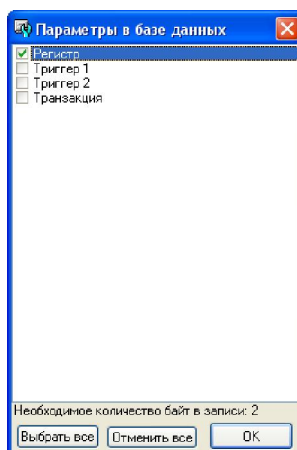 Параметры в базе данных
Регистр
Триггер 1
Триггер 2
Транзакция
Необходимое количество байт в записи: 2
Выбрать все Отменить все OK